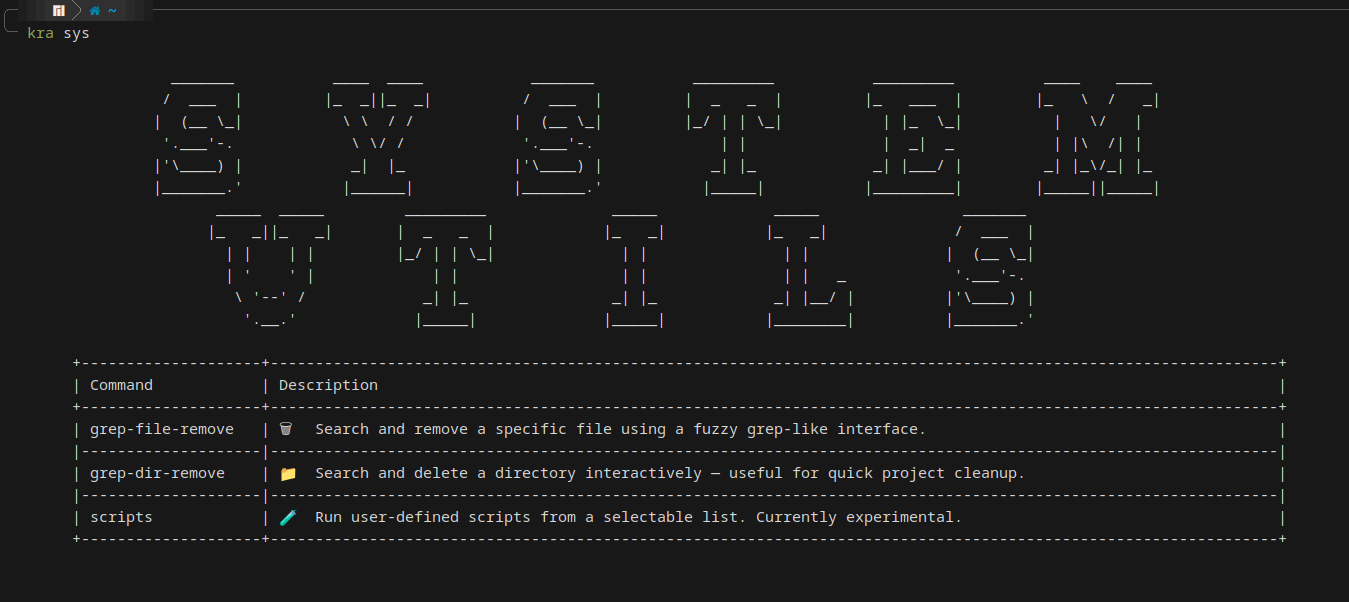 ~
kra sys
SYSTEM
UTILS
Command Description
grep-file-remove 🗑 Search and remove a specific file using a fuzzy grep-like interface.
grep-dir-remove 📁 Search and delete a directory interactively — useful for quick project cleanup.
scripts 🧪 Run user-defined scripts from a selectable list. Currently experimental.